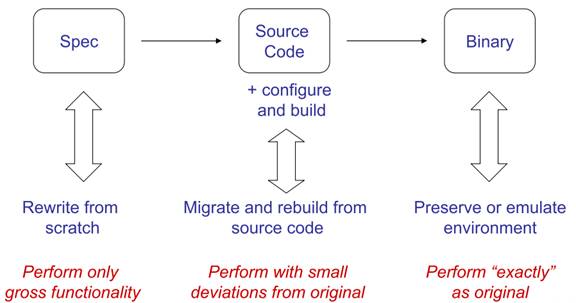 Spec
Source
Code
Binary
+ configure
and build
Rewrite from
scratch
Migrate and rebuild from
source code
Preserve or emulate
environment
Perform only
gross functionality
Perform with small
deviations from original
Perform “exactly”
as original